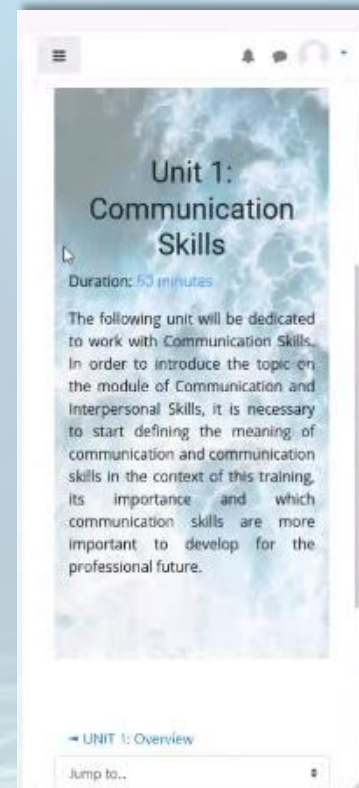 Unit 1:
Communication
Skills
Duration: 53 minutes
The following unit will be dedicated
to work with Communication Skills.
In order to introduce the topic on
the module of Communication and
Interpersonal Skills, it is necessary
to start defining the meaning of
communication and communication
skills in the context of this training,
its importance and which
communication skills are more
important to develop for the
professional future.
◄ UNIT 1: Overview
Jump to...